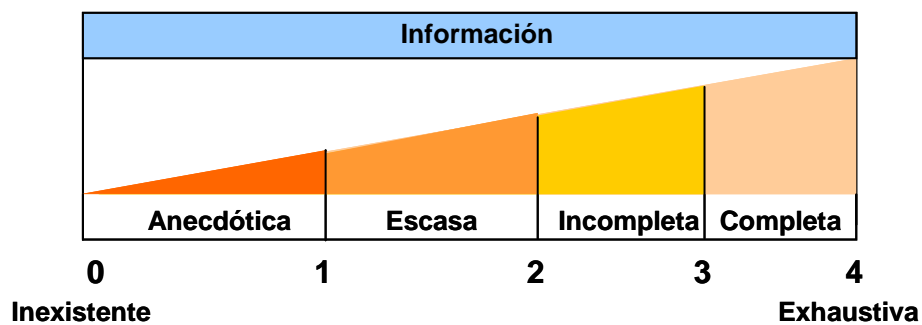 Información
Anecdótica Escasa Incompleta Completa
0 1 2 3 4
Inexistente Exhaustiva